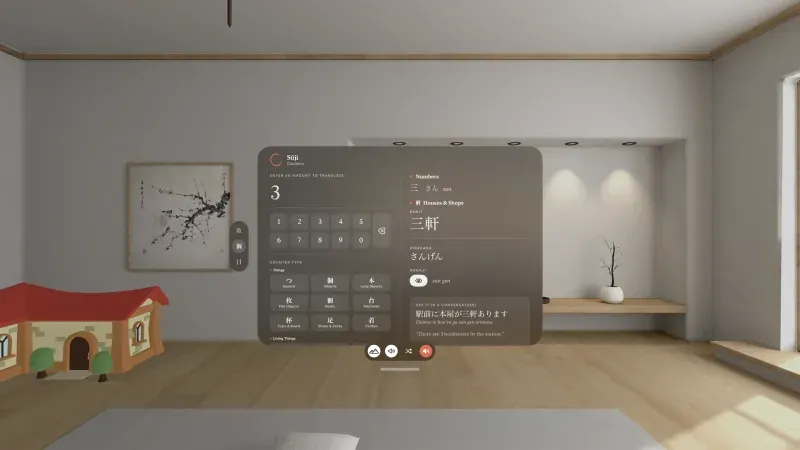 Sūji
Counters
ENTER AN AMOUNT TO TRANSLATE
3
1 2 3 4 5
6 7 8 9 0
COUNTER TYPE
Things
つ 個 本
General Objects Long Objects
枚 冊 台
Flat Objects Books Machines
杯 足 着
Cups & Bowls Shoes & Socks Clothes
Living Things
Numbers
三 さん san
軒 Houses & Shops
KANJI
三軒
HIRAGANA
さんげん
ROMAJI
san gen
USE IT IN A CONVERSATION!
駅前に本屋が三軒あります
"There are 3 bookstores by the station."